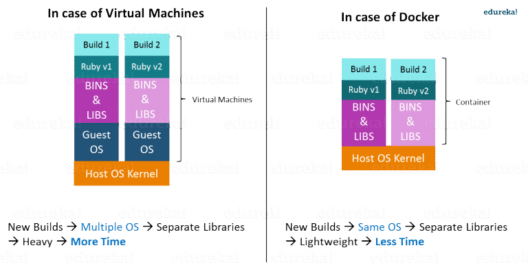 In case of Virtual Machines
Build 1
Build 2
Ruby v1
Ruby v2
BINS
&
LIBS
BINS
&
LIBS
Guest
OS
Guest
OS
Host OS Kernel
Virtual Machines
New Builds → Multiple OS → Separate Libraries
→ Heavy → More Time
In case of Docker
edureka!
Build 1
Build 2
Ruby v1
Ruby v2
BINS
&
LIBS
BINS
&
LIBS
Host OS Kernel
Container
New Builds → Same OS → Separate Libraries
→ Lightweight → Less Time